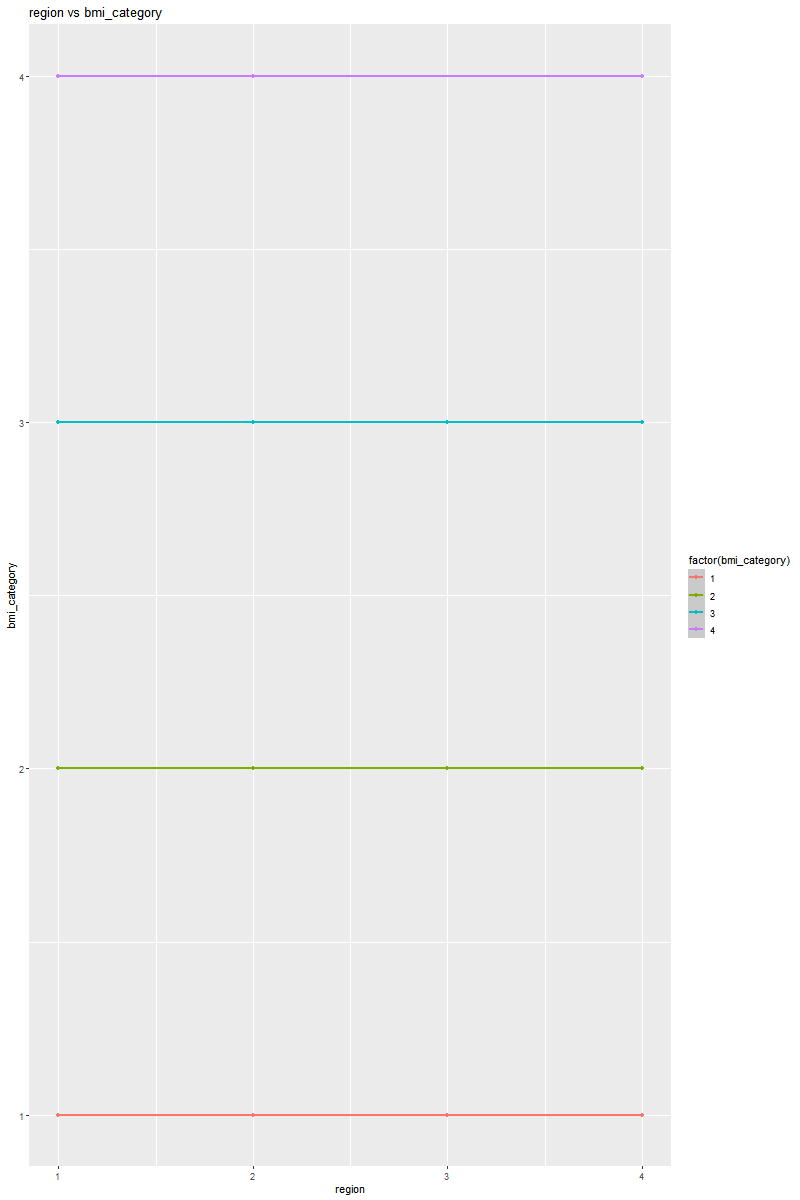 region vs bmi_category
4
3
2
1
bmi_category
1 2 3 4
region
factor(bmi_category)
1
2
3
4